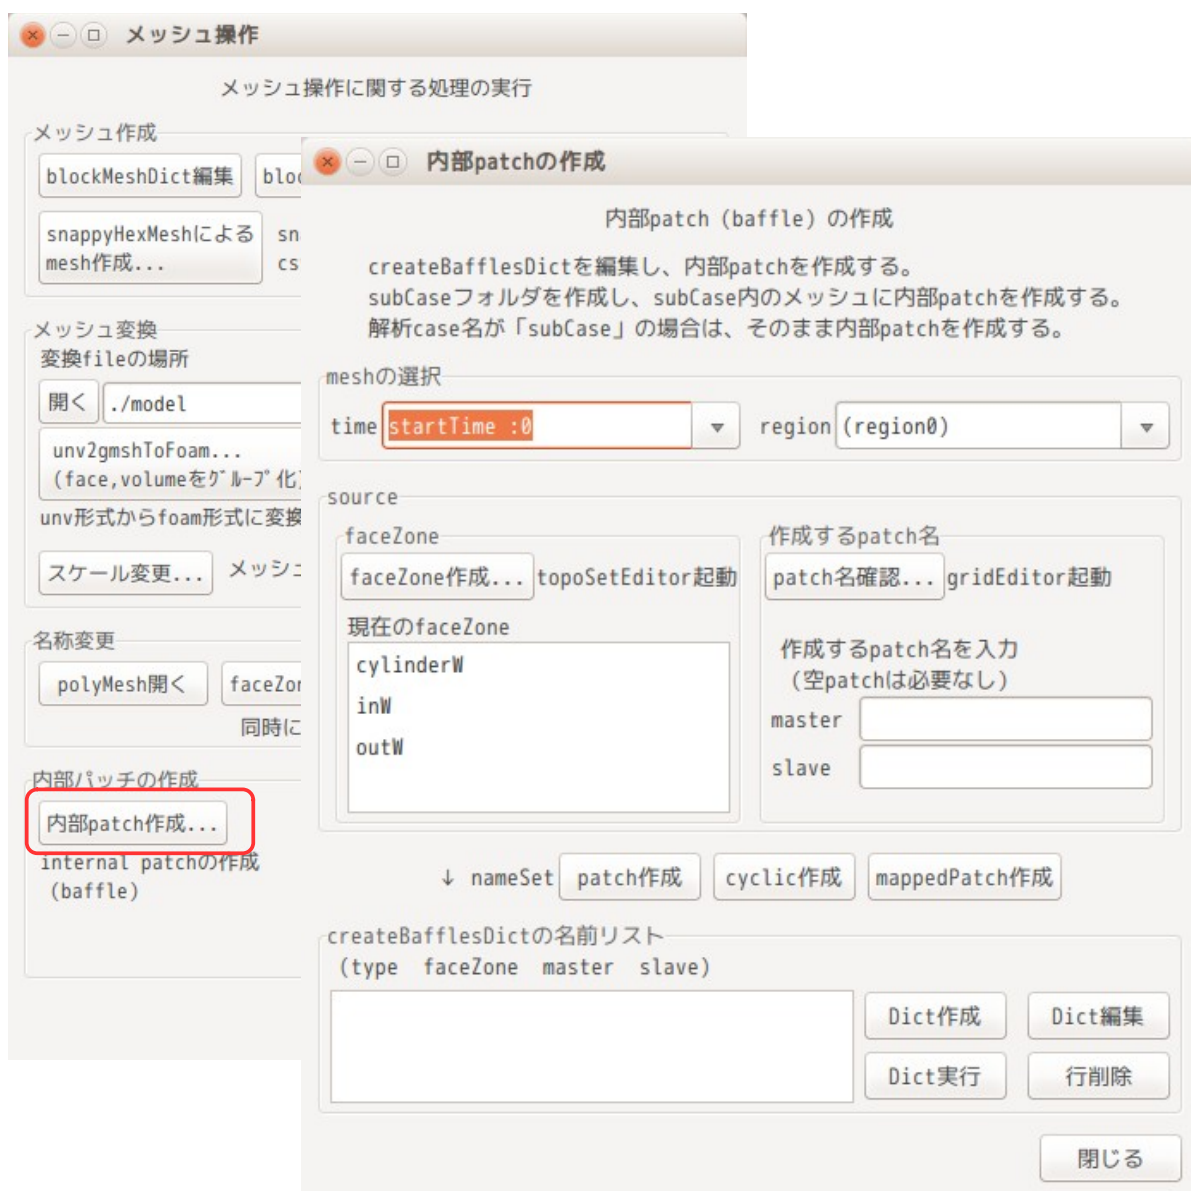 メッシュ操作
メッシュ操作に関する処理の実行
メッシュ作成
blockMeshDict編集
bloc
snappyHexMeshによる
mesh作成...
sn
cs
メッシュ変換
変換fileの場所
開く
./model
unv2gmshToFoam...
(face,volumeをｸﾞﾙｰﾌﾟ化)
unv形式からfoam形式に変換
スケール変更...
メッシュ
名称変更
polyMesh開く
faceZon
同時に
内部パッチの作成
内部patch作成...
internal patchの作成
(baffle)
内部patchの作成
内部patch (baffle) の作成
createBafflesDictを編集し、内部patchを作成する。
subCaseフォルダを作成し、subCase内のメッシュに内部patchを作成する。
解析case名が「subCase」の場合は、そのまま内部patchを作成する。
meshの選択
time
startTime :0
region
(region0)
source
faceZone
faceZone作成...
topoSetEditor起動
現在のfaceZone
cylinderW
inW
outW
作成するpatch名
patch名確認...
gridEditor起動
作成するpatch名を入力
(空patchは必要なし)
master
slave
↓ nameSet
patch作成
cyclic作成
mappedPatch作成
createBafflesDictの名前リスト
(type faceZone master slave)
Dict作成
Dict編集
Dict実行
行削除
閉じる